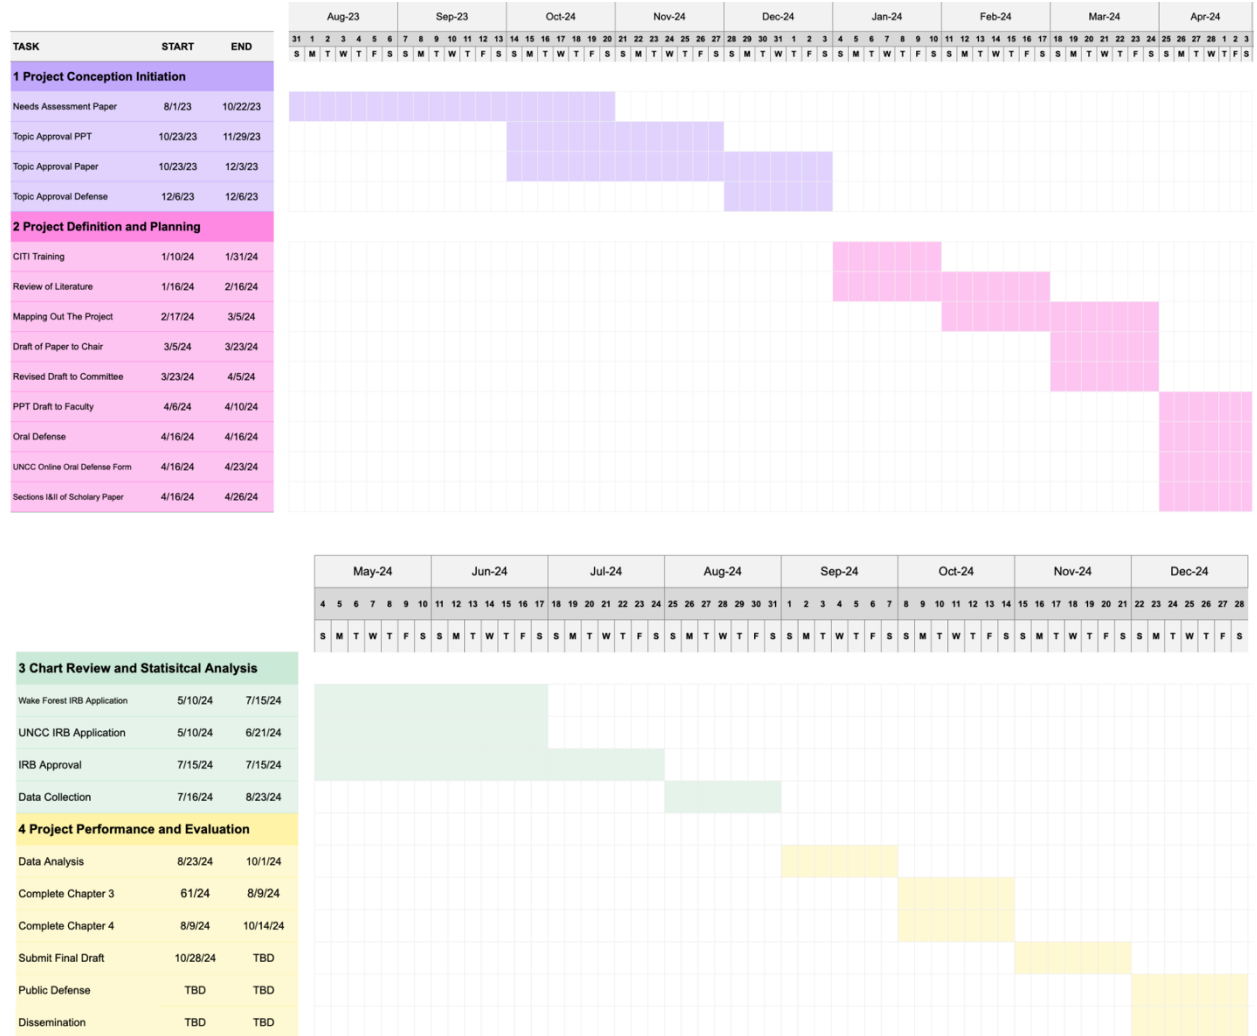 Aug-23 Sep-23 Oct-24 Nov-24 Dec-24 Jan-24 Feb-24 Mar-24 Apr-24
31 1 2 3 4 5 6 7 8 9 10 11 12 13 14 15 16 17 18 19 20 21 22 23 24 25 26 27 28 29 30 31 1 2 3 4 5 6 7 8 9 10 11 12 13 14 15 16 17 18 19 20 21 22 23 24 25 26 27 28 1 2 3
TASK START END S M T W T F S S M T W T F S S M T W T F S S M T W T F S S M T W T F S S M T W T F S S M T W T F S S M T W T F S S M T W T F S
1 Project Conception Initiation
Needs Assessment Paper 8/1/23 10/22/23
Topic Approval PPT 10/23/23 11/29/23
Topic Approval Paper 10/23/23 12/3/23
Topic Approval Defense 12/6/23 12/6/23
2 Project Definition and Planning
CITI Training 1/10/24 1/31/24
Review of Literature 1/16/24 2/16/24
Mapping Out The Project 2/17/24 3/5/24
Draft of Paper to Chair 3/5/24 3/23/24
Revised Draft to Committee 3/23/24 4/5/24
PPT Draft to Faculty 4/6/24 4/10/24
Oral Defense 4/16/24 4/16/24
UNCC Online Oral Defense Form 4/16/24 4/23/24
Sections I&II of Scholary Paper 4/16/24 4/26/24
May-24 Jun-24 Jul-24 Aug-24 Sep-24 Oct-24 Nov-24 Dec-24
4 5 6 7 8 9 10 11 12 13 14 15 16 17 18 19 20 21 22 23 24 25 26 27 28 29 30 31 1 2 3 4 5 6 7 8 9 10 11 12 13 14 15 16 17 18 19 20 21 22 23 24 25 26 27 28
S M T W T F S S M T W T F S S M T W T F S S M T W T F S S M T W T F S S M T W T F S S M T W T F S S M T W T F S
3 Chart Review and Statisitcal Analysis
Wake Forest IRB Application 5/10/24 7/15/24
UNCC IRB Application 5/10/24 6/21/24
IRB Approval 7/15/24 7/15/24
Data Collection 7/16/24 8/23/24
4 Project Performance and Evaluation
Data Analysis 8/23/24 10/1/24
Complete Chapter 3 61/24 8/9/24
Complete Chapter 4 8/9/24 10/14/24
Submit Final Draft 10/28/24 TBD
Public Defense TBD TBD
Dissemination TBD TBD